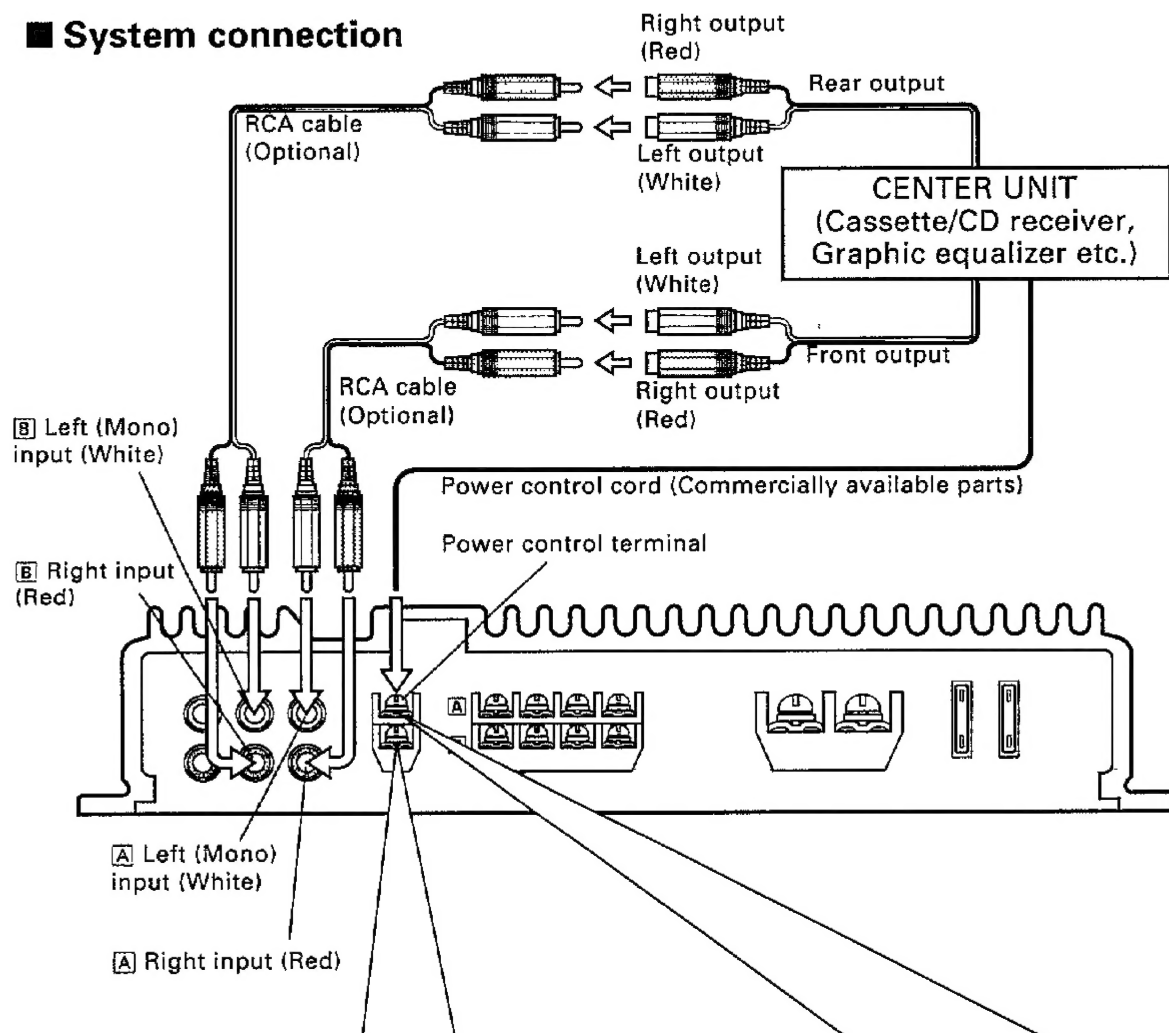 ■ System connection
Right output
(Red)
Rear output
RCA cable
(Optional)
Left output
(White)
CENTER UNIT
(Cassette/CD receiver,
Graphic equalizer etc.)
Left output
(White)
Front output
RCA cable
(Optional)
Right output
(Red)
B Left (Mono)
input (White)
Power control cord (Commercially available parts)
Power control terminal
B Right input
(Red)
A
A Left (Mono)
input (White)
A Right input (Red)